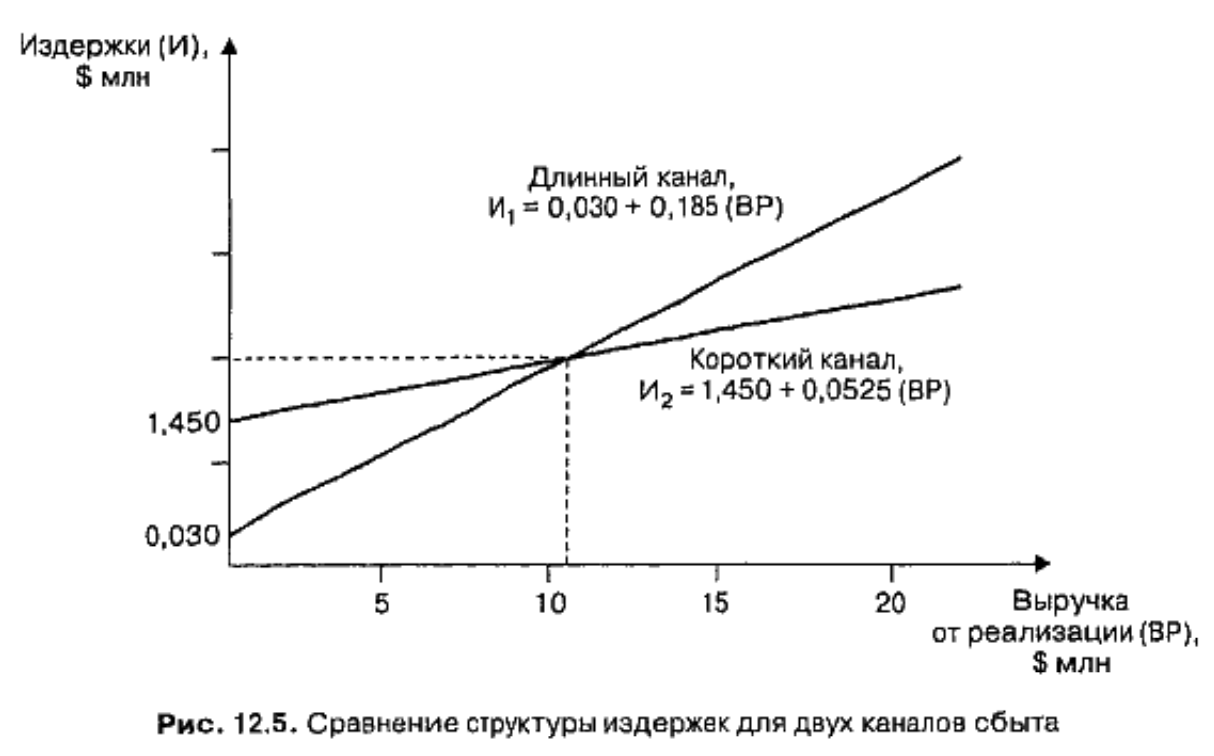 Издержки (И),
$ млн
Длинный канал,
И₁ = 0,030 + 0,185 (ВР)
Короткий канал,
И₂ = 1,450 + 0,0525 (ВР)
1,450
0,030
5
10
15
20
Выручка
от реализации (ВР),
$ млн
Рис. 12.5. Сравнение структуры издержек для двух каналов сбыта